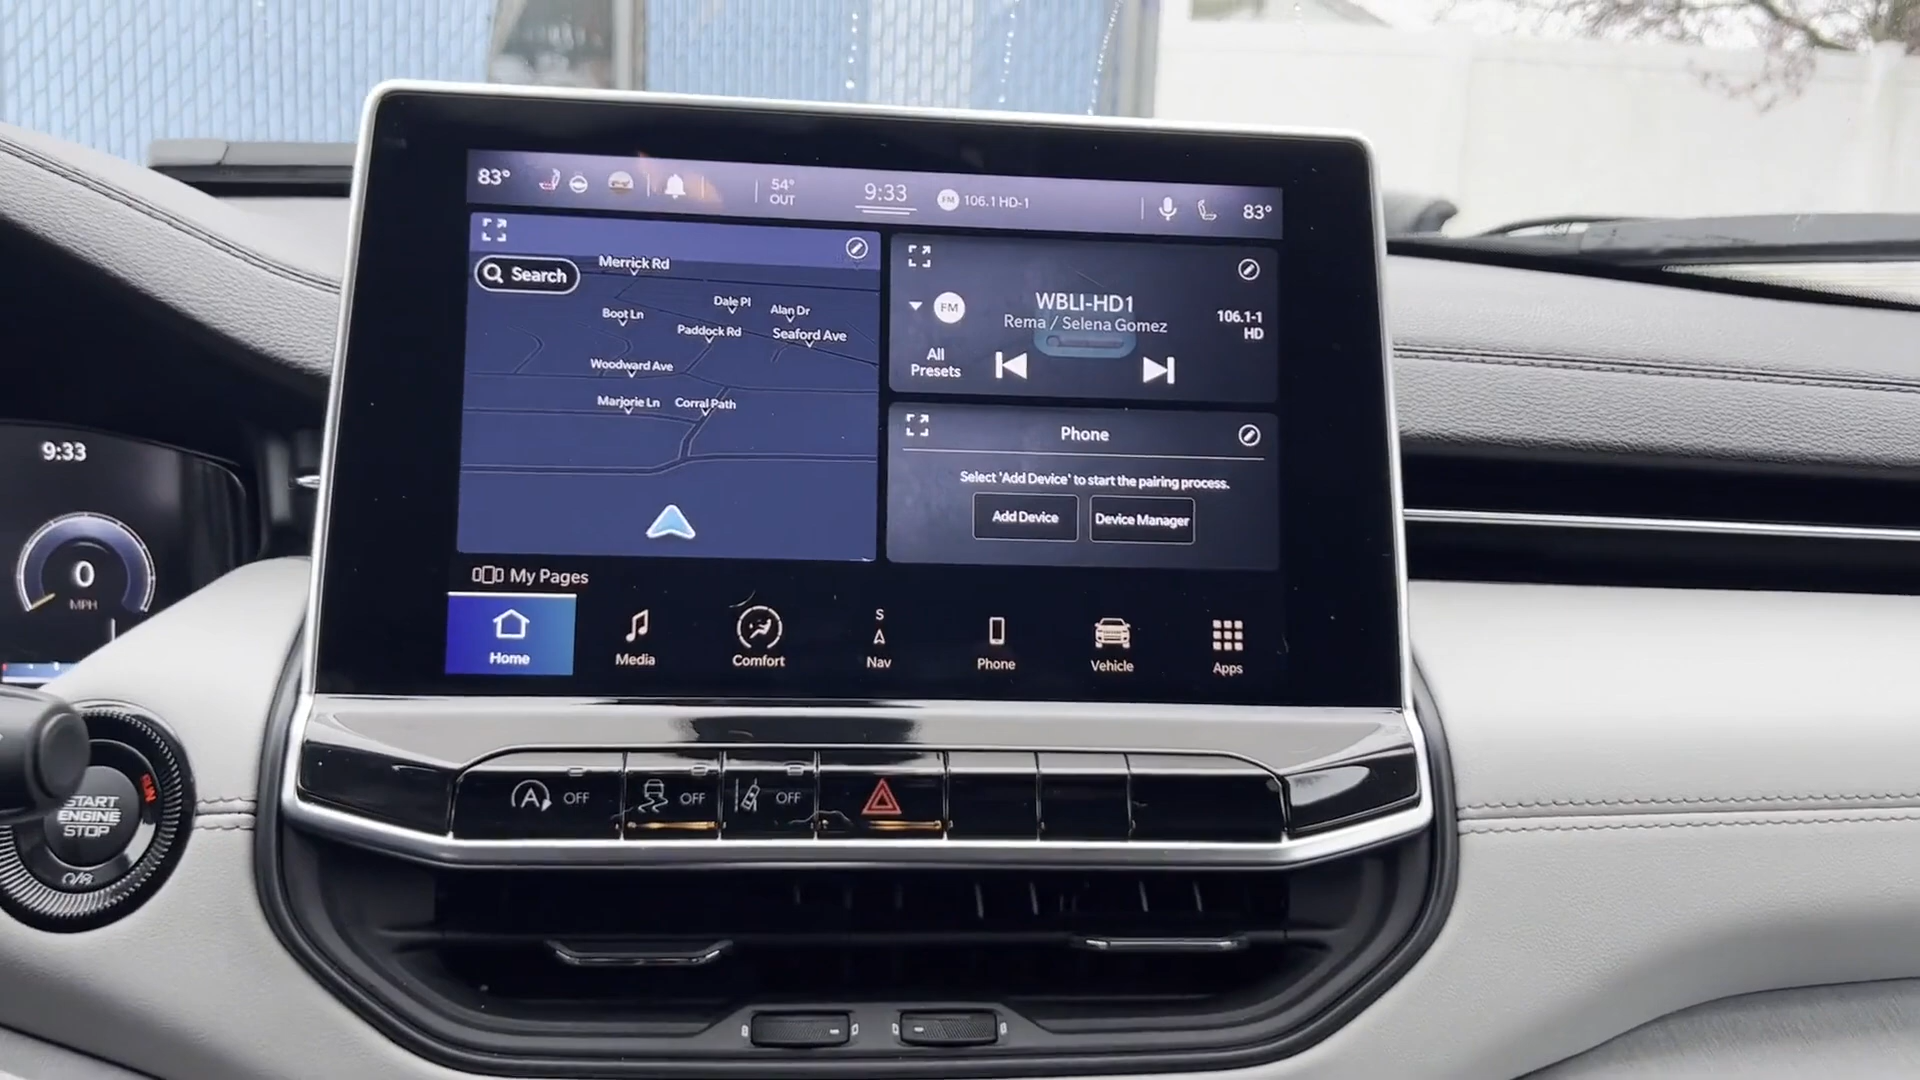 83°
54°
OUT
9:33
FM
106.1 HD-1
83°
Search
Merrick Rd
Dale Pl
Alan Dr
Boot Ln
Paddock Rd
Seaford Ave
Woodward Ave
Marjorie Ln
Corral Path
FM
WBLI-HD1
Rema / Selena Gomez
106.1-1
HD
All
Presets
Phone
Select 'Add Device' to start the pairing process.
Add Device
Device Manager
My Pages
Home
Media
Comfort
S
Nav
Phone
Vehicle
Apps
9:33
0
MPH
A OFF
OFF
OFF
RUN
START
ENGINE
STOP